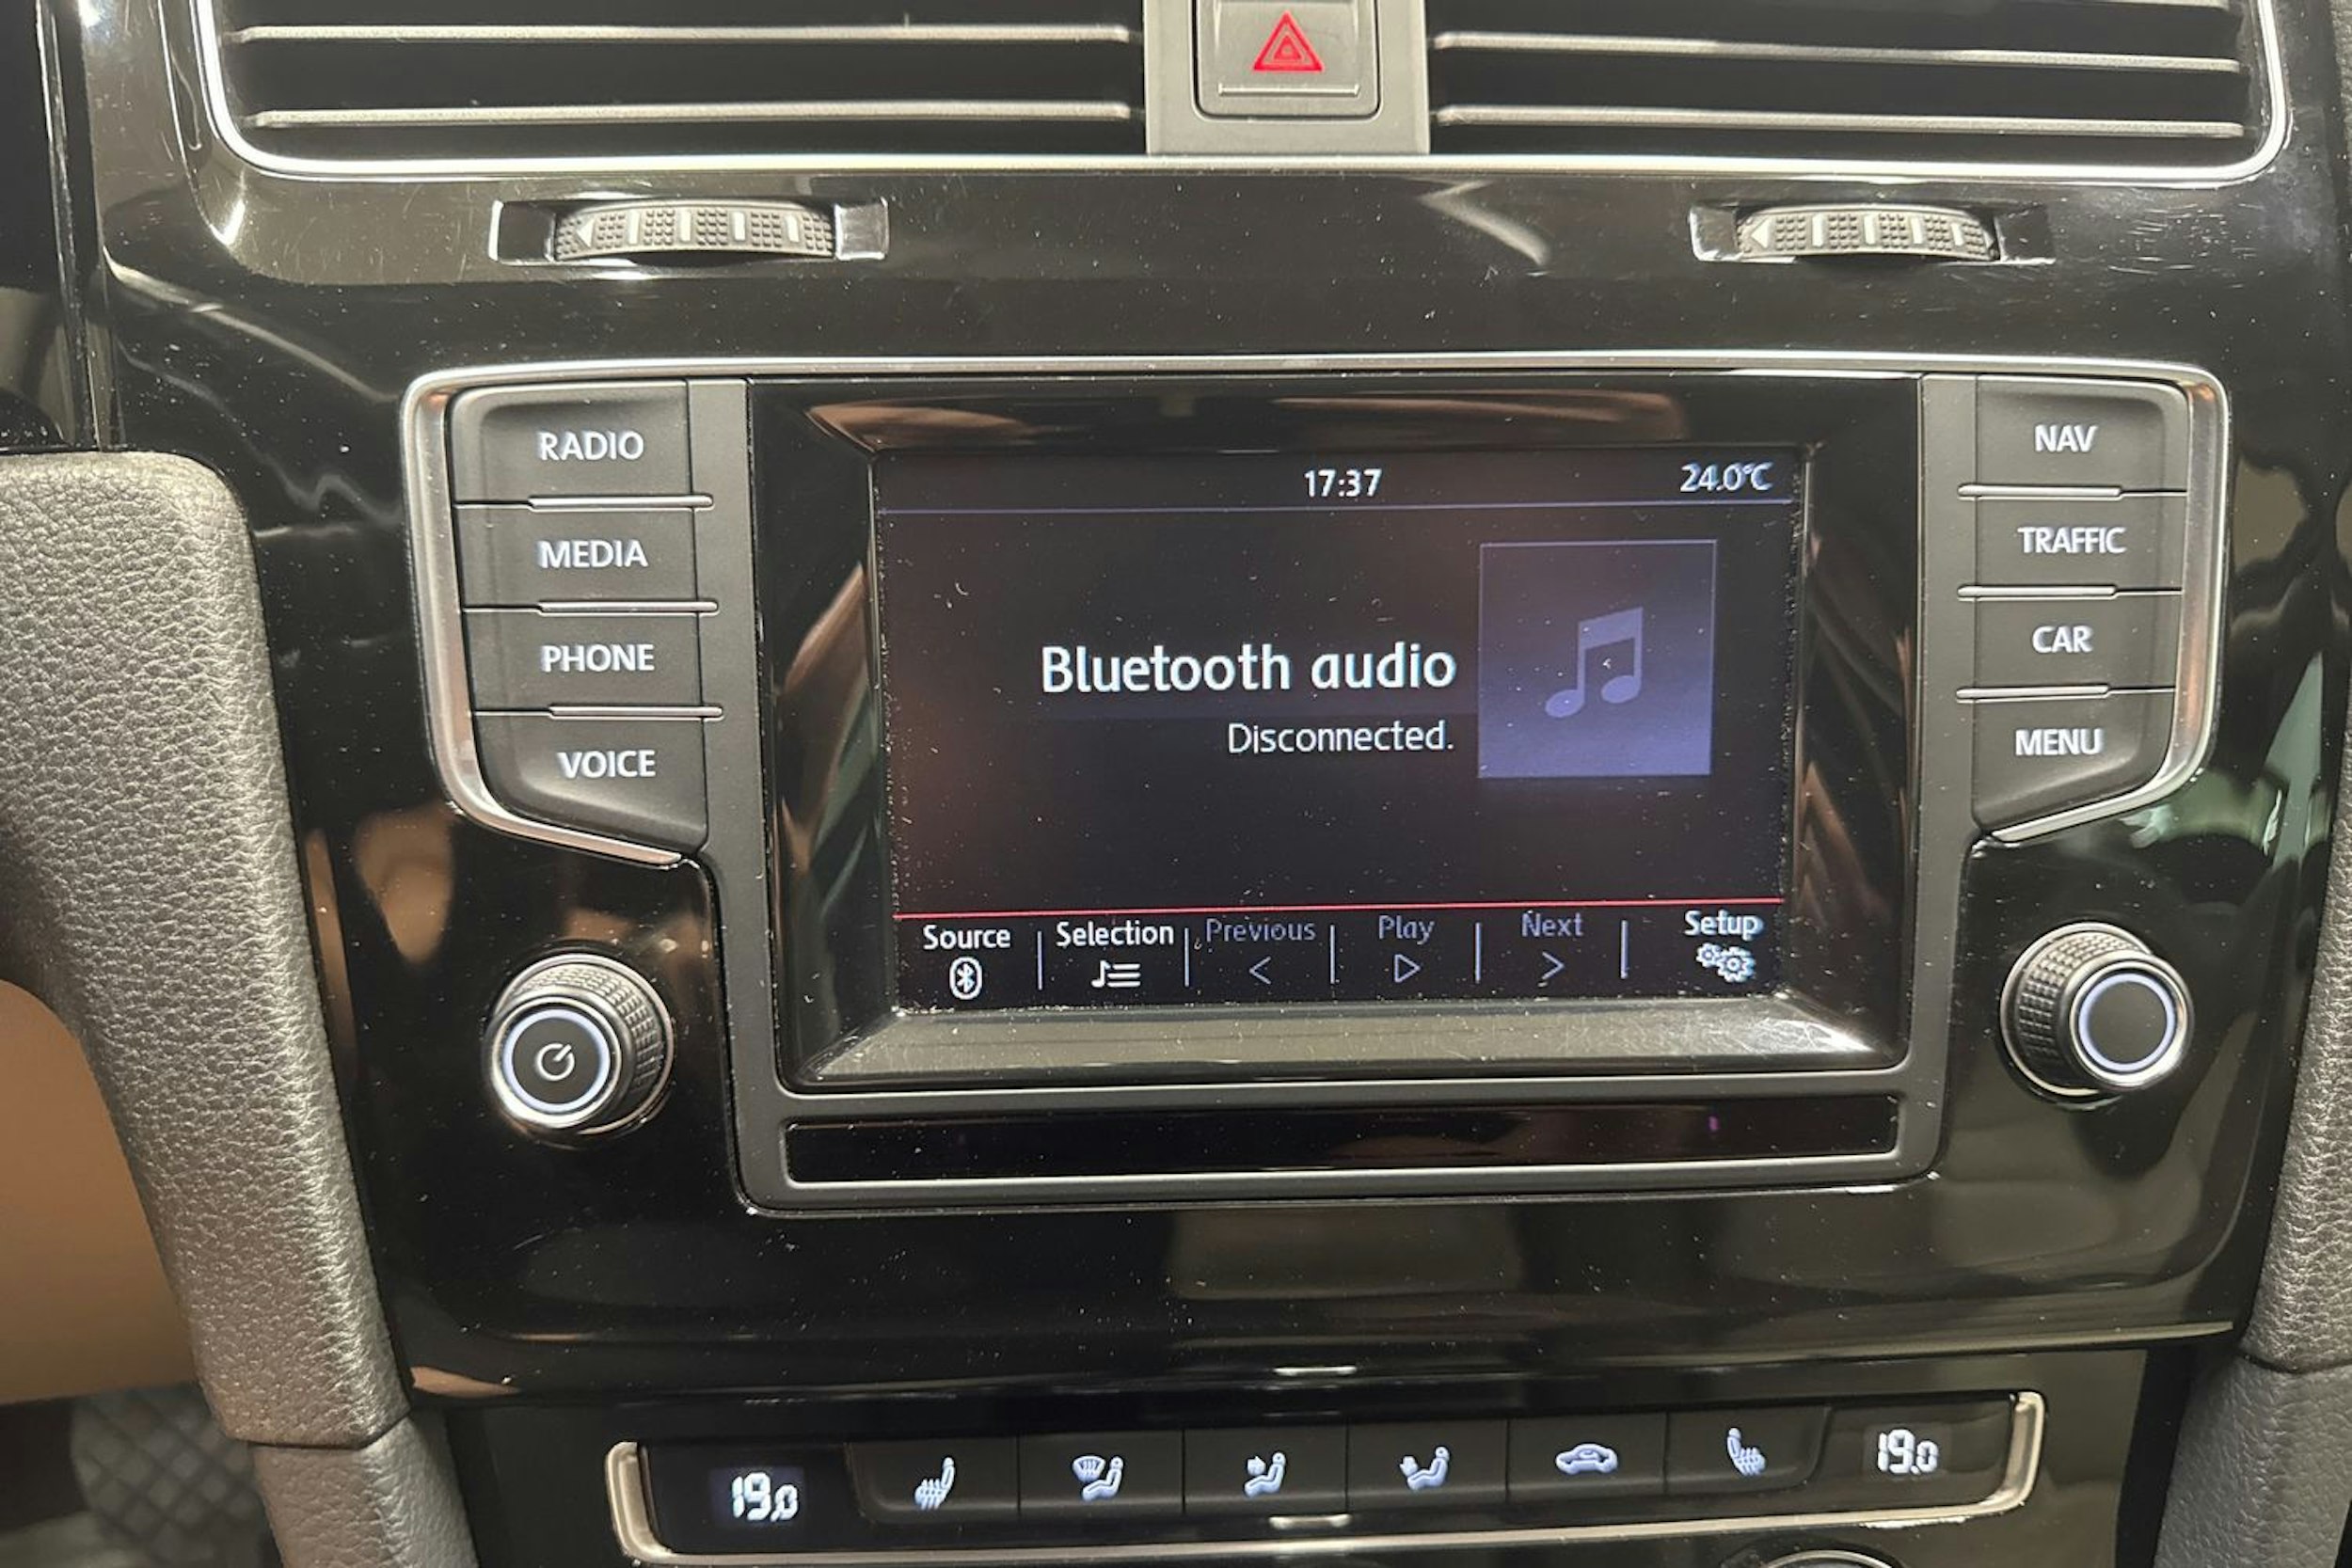 RADIO
MEDIA
PHONE
VOICE
17:37
24.0°C
Bluetooth audio
Disconnected.
Source
Selection
Previous
Play
Next
Setup
NAV
TRAFFIC
CAR
MENU
19.0
19.0